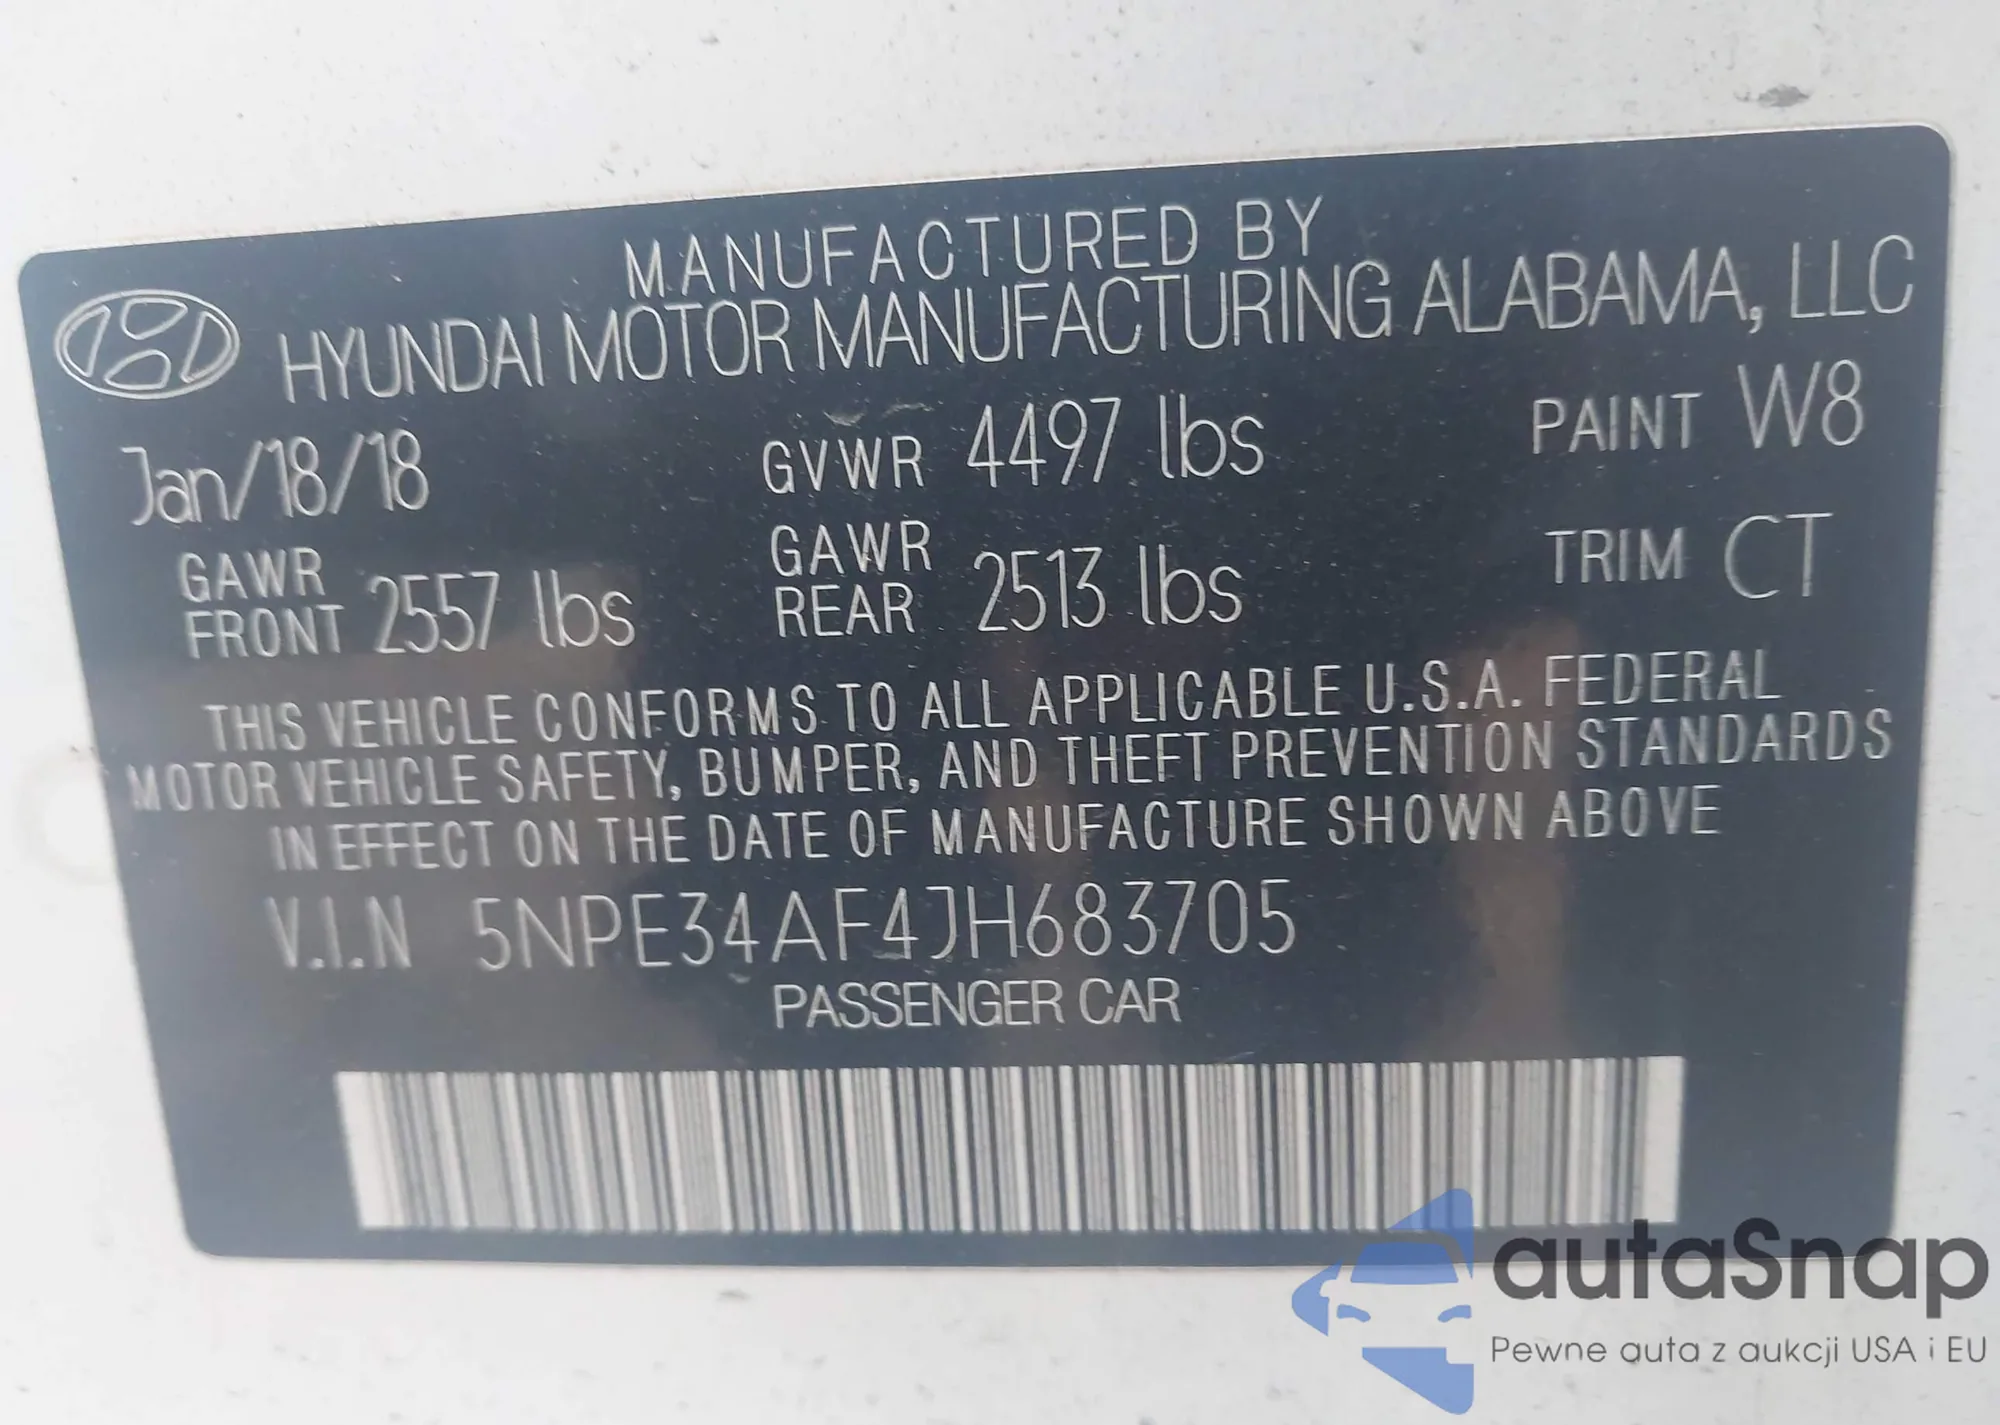 MANUFACTURED BY
HYUNDAI MOTOR MANUFACTURING ALABAMA, LLC
Jan/18/18 GVWR 4497 lbs PAINT W8
GAWR FRONT 2557 lbs GAWR REAR 2513 lbs TRIM CT
THIS VEHICLE CONFORMS TO ALL APPLICABLE U.S.A. FEDERAL
MOTOR VEHICLE SAFETY, BUMPER, AND THEFT PREVENTION STANDARDS
IN EFFECT ON THE DATE OF MANUFACTURE SHOWN ABOVE
V.I.N 5NPE34AF4JH683705
PASSENGER CAR
autaSnap
Pewne auta z aukcji USA i EU